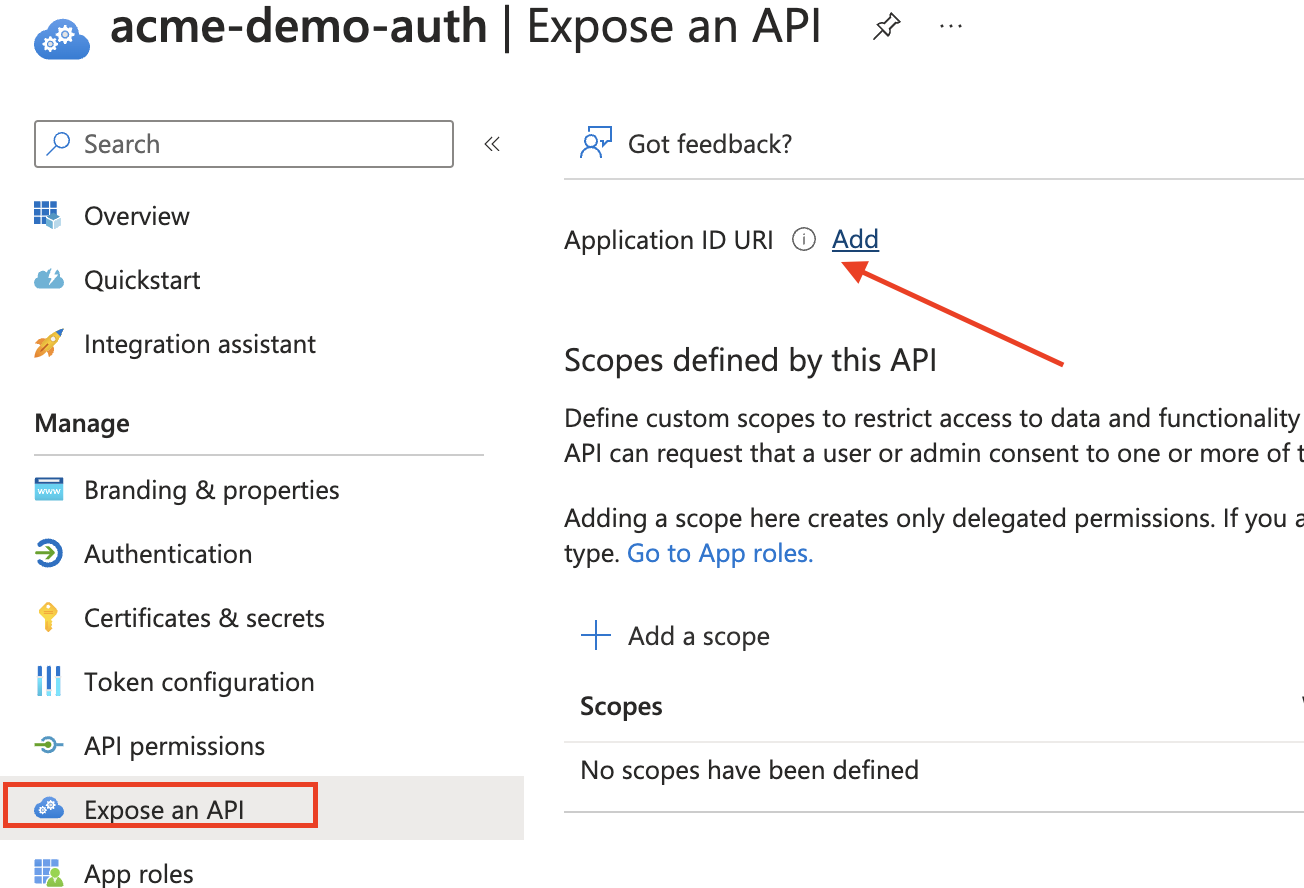 acme-demo-auth | Expose an API
Search
Got feedback?
Overview
Quickstart
Integration assistant
Manage
Branding & properties
www
Authentication
Certificates & secrets
Token configuration
API permissions
Expose an API
App roles
Application ID URI Add
Scopes defined by this API
Define custom scopes to restrict access to data and functionality
API can request that a user or admin consent to one or more of
Adding a scope here creates only delegated permissions. If you
type. Go to App roles.
Add a scope
Scopes
No scopes have been defined